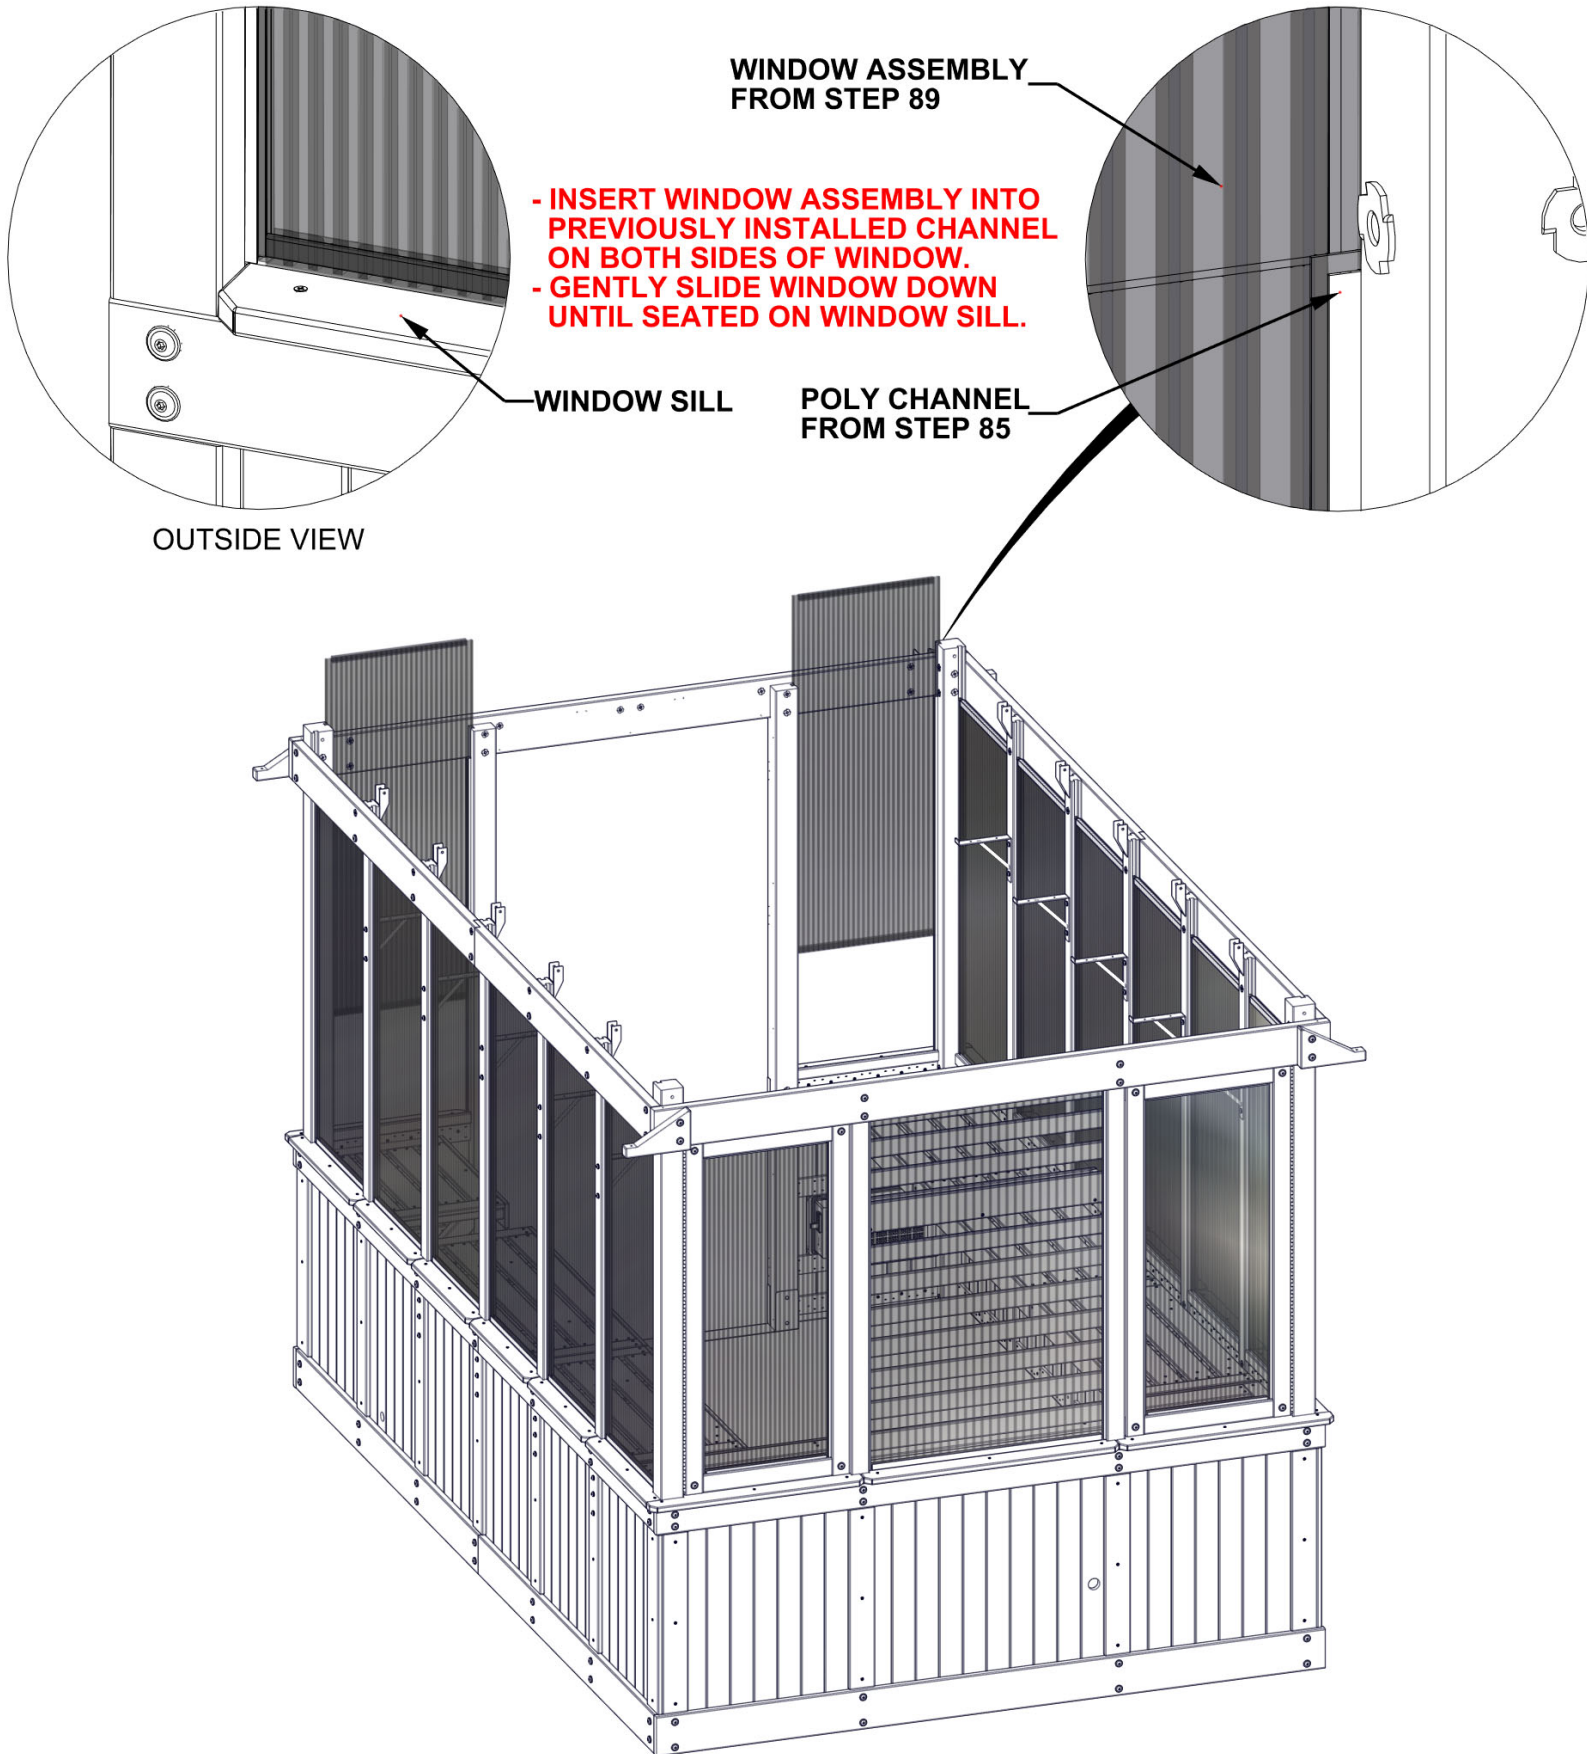 WINDOW ASSEMBLY
FROM STEP 89
- INSERT WINDOW ASSEMBLY INTO
PREVIOUSLY INSTALLED CHANNEL
ON BOTH SIDES OF WINDOW.
- GENTLY SLIDE WINDOW DOWN
UNTIL SEATED ON WINDOW SILL.
WINDOW SILL
POLY CHANNEL
FROM STEP 85
OUTSIDE VIEW